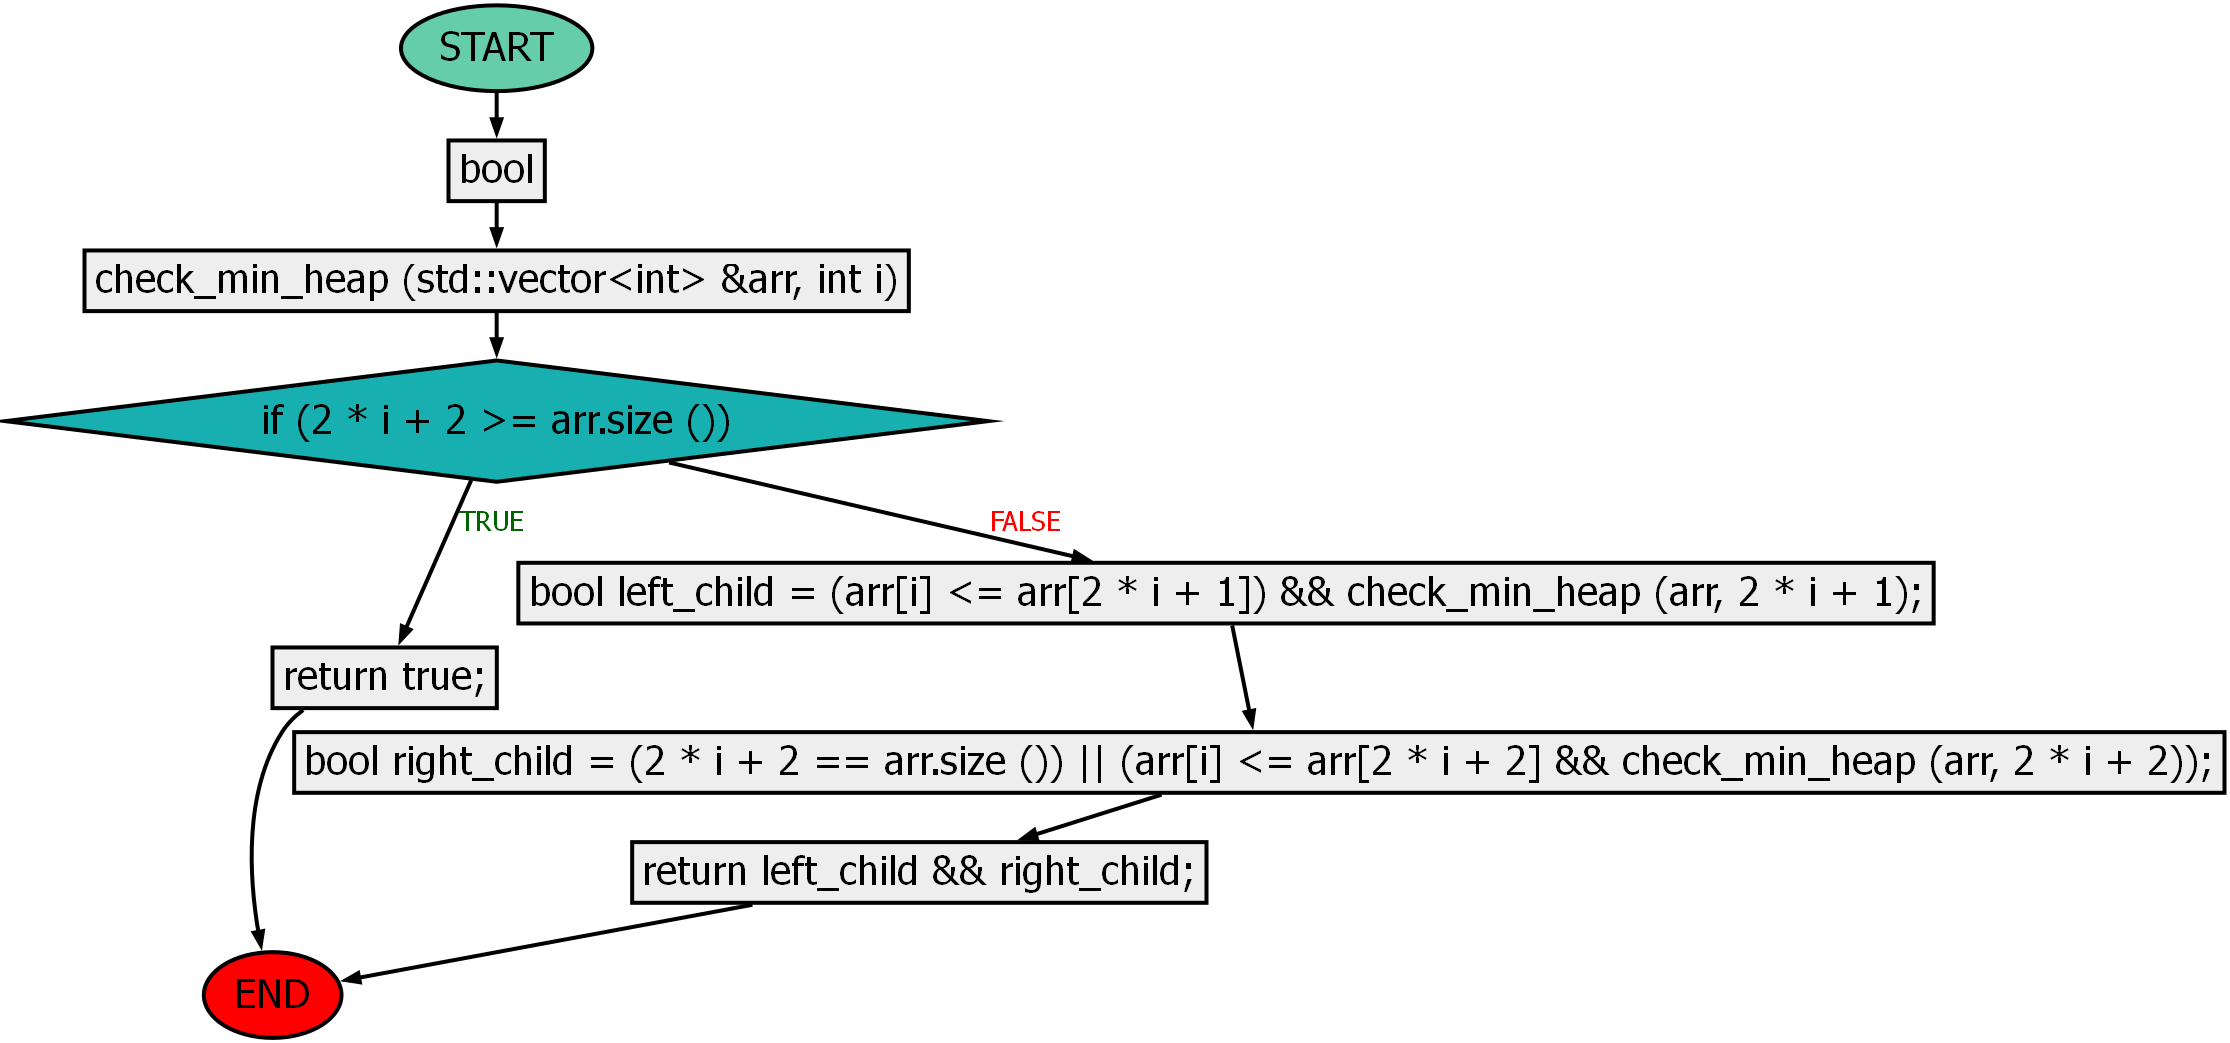 START
bool
check_min_heap (std::vector<int> &arr, int i)
if (2 * i + 2 >= arr.size ())
TRUE
FALSE
bool left_child = (arr[i] <= arr[2 * i + 1]) && check_min_heap (arr, 2 * i + 1);
return true;
bool right_child = (2 * i + 2 == arr.size ()) || (arr[i] <= arr[2 * i + 2] && check_min_heap (arr, 2 * i + 2));
return left_child && right_child;
END